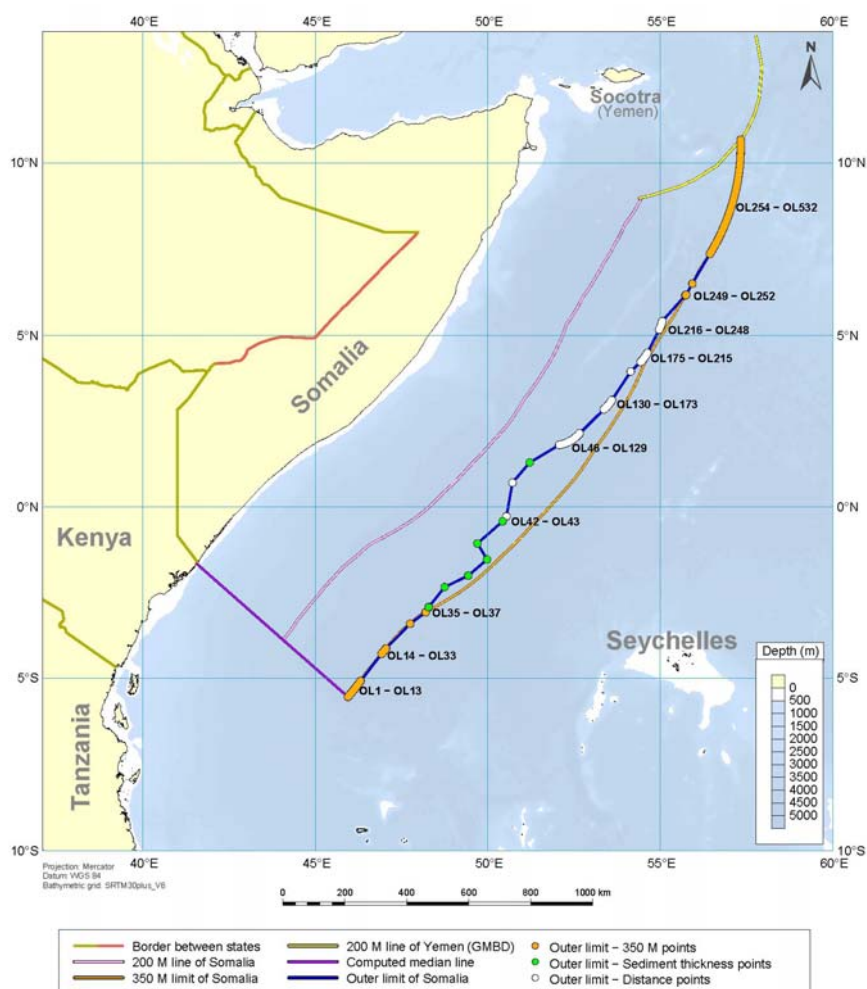 40°E 45°E 50°E 55°E 60°E
N
Socotra
(Yemen)
10°N 10°N
OL254 – OL532
OL249 – OL252
5°N 5°N
OL216 – OL248
OL175 – OL215
Somalia
OL130 – OL173
OL46 – OL129
0°N 0°N
OL42 – OL43
Kenya
OL35 – OL37
Seychelles
OL14 – OL33
5°S 5°S
OL1 – OL13
Tanzania
Depth (m)
0
500
1000
1500
2000
2500
3000
3500
4000
4500
5000
10°S 10°S
40°E 45°E 50°E 55°E 60°E
Projection: Mercator
Datum: WGS 84
Bathymetric grid: SRTM30plus_V6
0 200 400 600 800 1000 km
Border between states
200 M line of Somalia
350 M limit of Somalia
200 M line of Yemen (GMBD)
Computed median line
Outer limit of Somalia
Outer limit – 350 M points
Outer limit – Sediment thickness points
Outer limit – Distance points